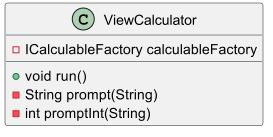 C ViewCalculator
ICalculableFactory calculableFactory
void run()
String prompt(String)
int promptInt(String)